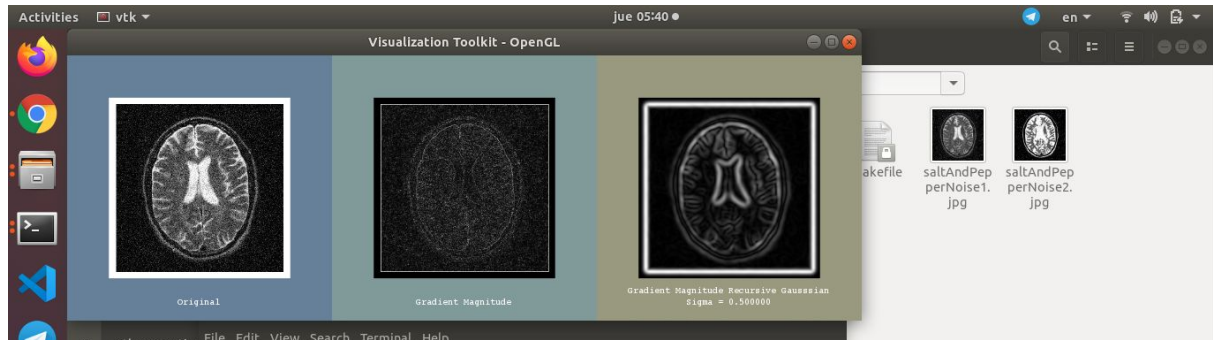 Activities vtk jue 05:40 en
Visualization Toolkit - OpenGL
Original
Gradient Magnitude
Gradient Magnitude Recursive Gausssian
Sigma = 0.500000
akefile
saltAndPep
perNoise1.
jpg
saltAndPep
perNoise2.
jpg
File Edit View Search Terminal Help